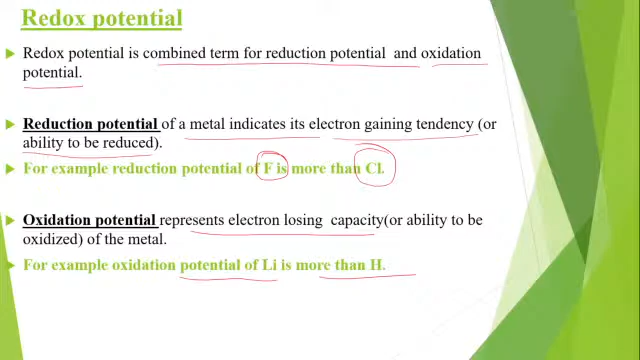 Redox potential
Redox potential is combined term for reduction potential and oxidation
potential.
Reduction potential of a metal indicates its electron gaining tendency (or
ability to be reduced).
For example reduction potential of F is more than Cl.
Oxidation potential represents electron losing capacity(or ability to be
oxidized) of the metal.
For example oxidation potential of Li is more than H.